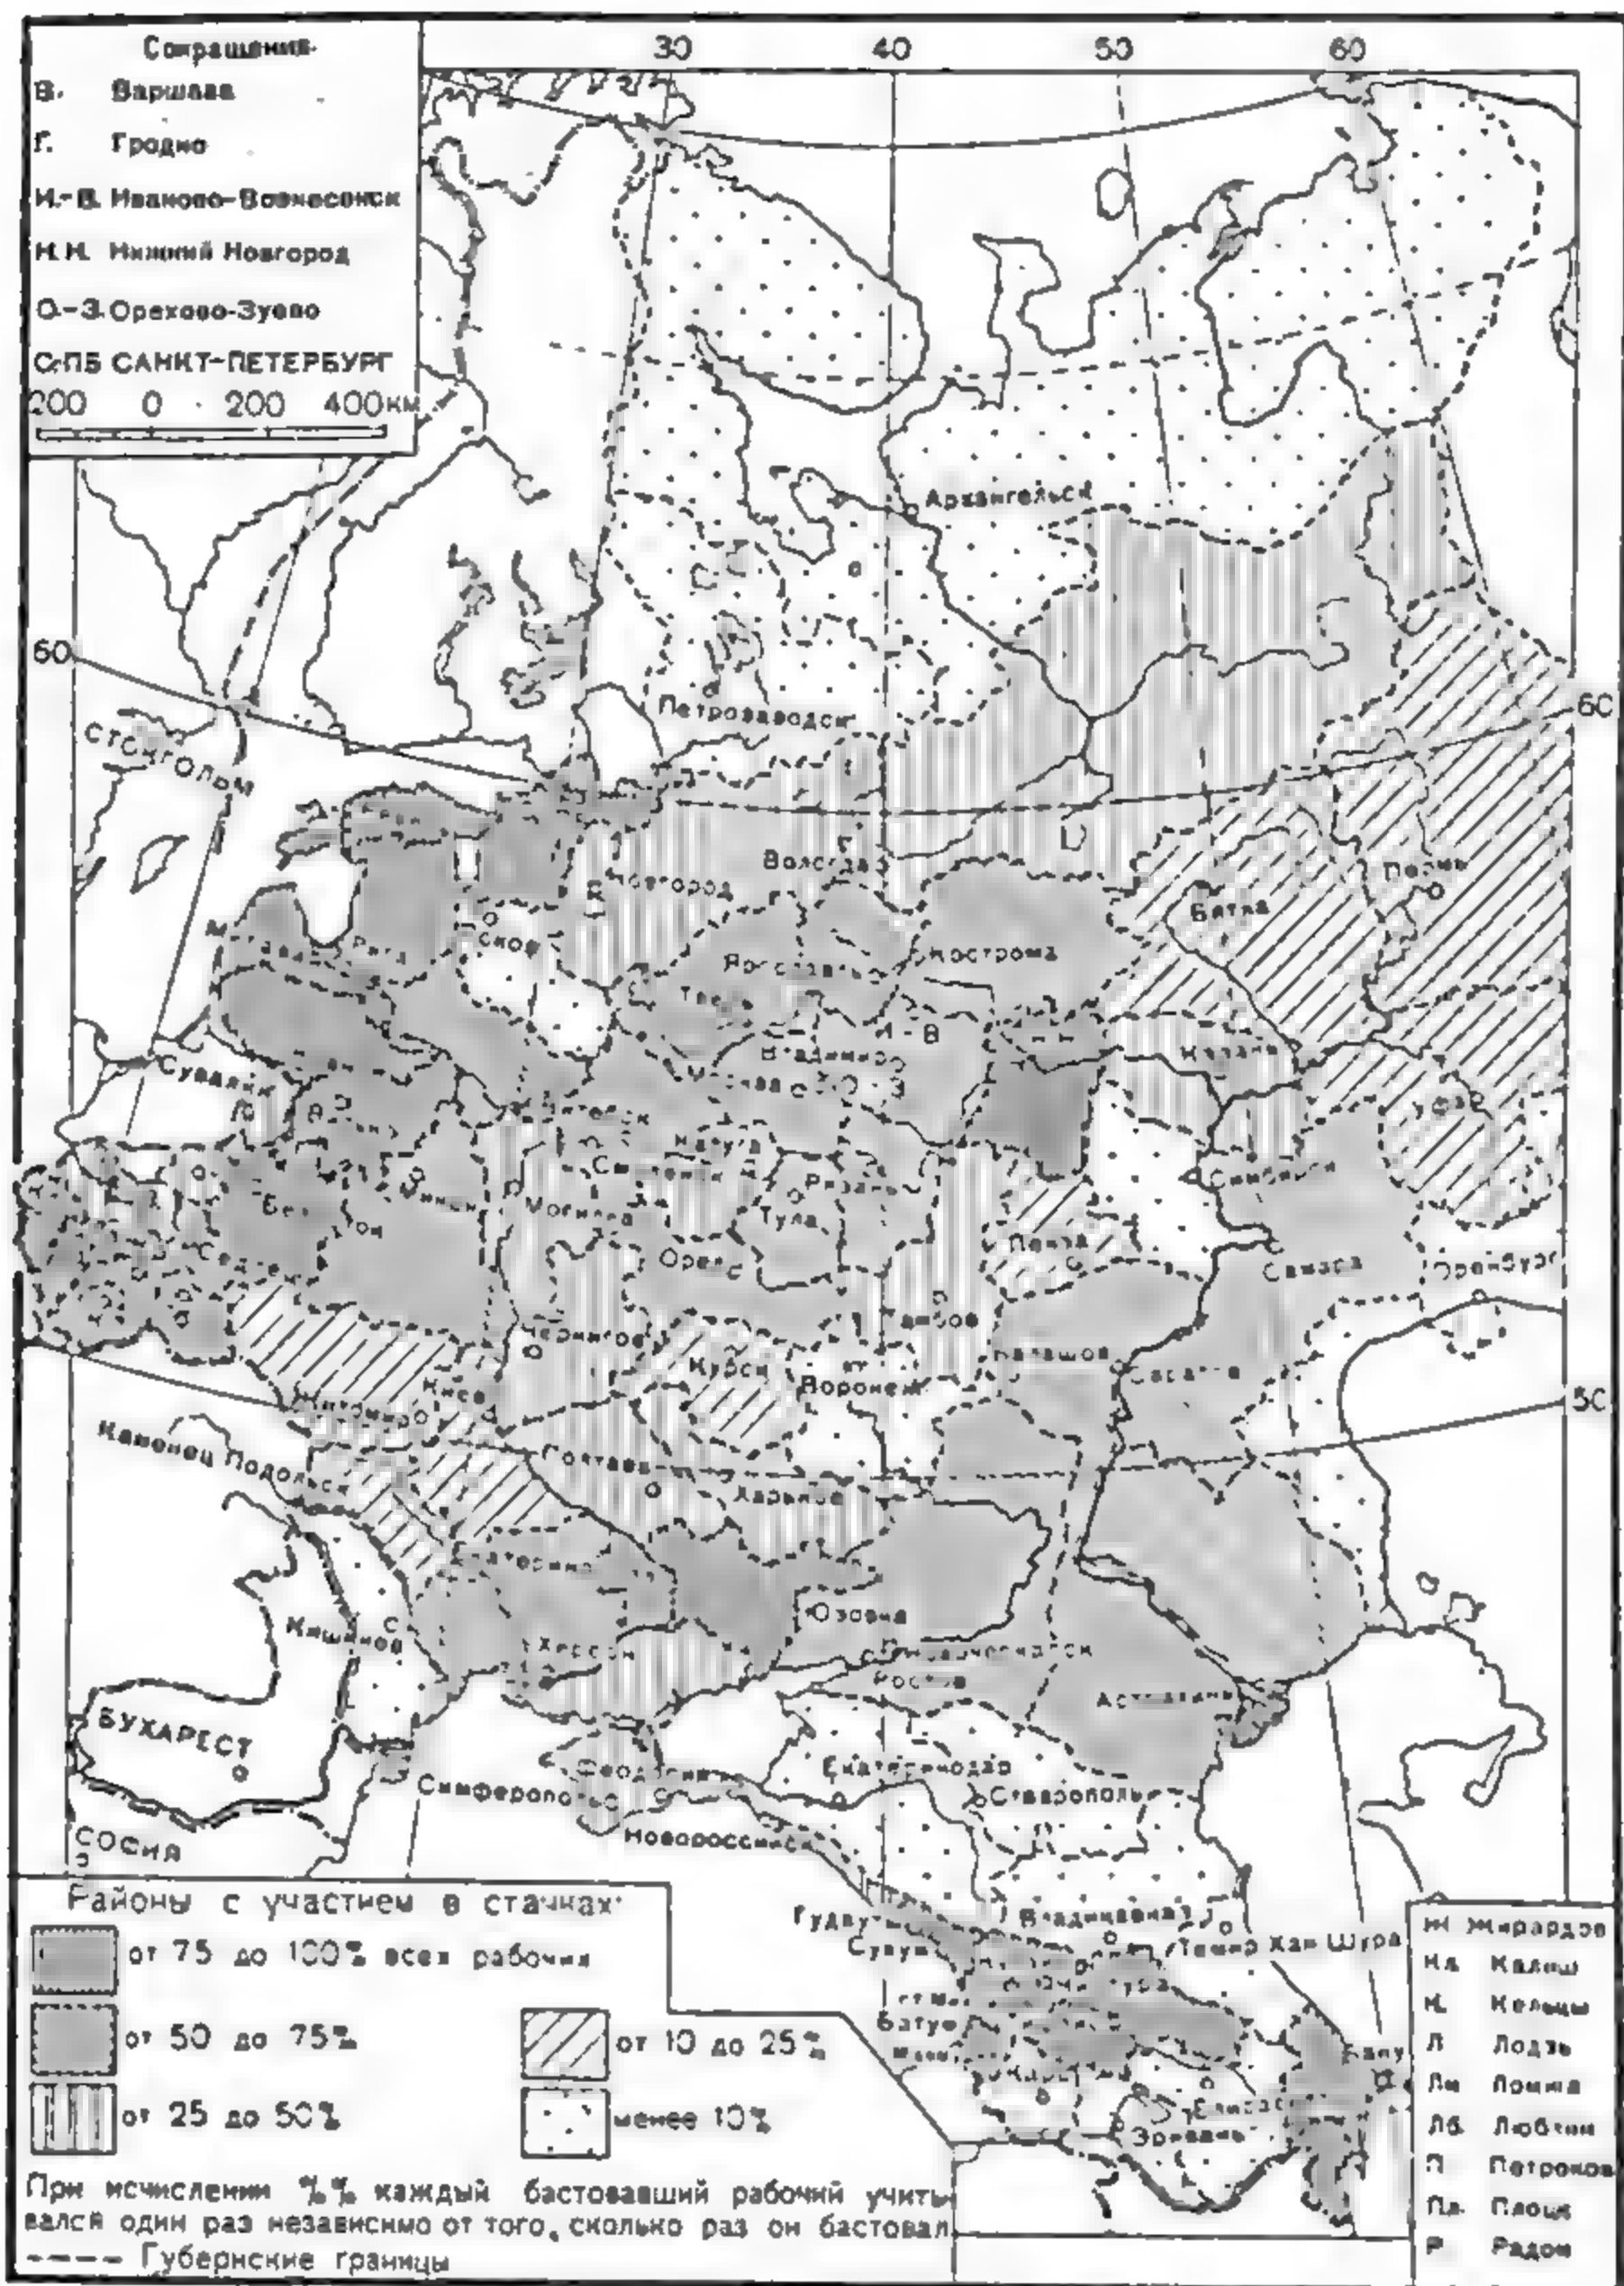 Сокращения
В. Варшава
Г. Гродно
И.-В. Иваново-Вознесенск
Н.Н. Нижний Новгород
О.-З. Орехово-Зуево
С.ПБ САНКТ-ПЕТЕРБУРГ
200 0 200 400км
30 40 50 60
Архангельск
60
Петрозаводск
60
СТОКГОЛЬМ
Вологда
Новгород
Пермь
Вятка
Митава
Рига
Ярославль
Кострома
Тверь
И-В
Владимир
Казань
Сувалки
Москва
О
Витебск
Уфа
Калуга
Смоленск
Симбирск
Минск
Могилев
Рязань
Тула
Пенза
Седлец
Орел
Самара
Оренбург
Тамбов
Чернигов
Балашов
Курск
Саратов
Воронеж
Киев
Житомир
50
Каменец Подольск
Полтава
Харьков
Екатерино
Юзовка
Кишинев
Херсон
Новочеркасск
Ростов
Астрахань
БУХАРЕСТ
Феодосия
Екатеринодар
Симферополь
Ставрополь
Новороссийск
СОФИЯ
Районы с участием в стачках:
от 75 до 100% всех рабочих
от 50 до 75%
от 25 до 50%
от 10 до 25%
менее 10%
Гудауты
Сухум
Владикавказ
Темир Хан Шура
Батум
Баку
Эривань
При исчислении %% каждый бастовавший рабочий учиты-
вался один раз независимо от того, сколько раз он бастовал.
Губернские границы
Ж Жирардов
Кл Калиш
К. Кельцы
Л Лодзь
Лм Ломжа
Лб. Люблин
П Петроков
Пл. Плоцк
Р Радом